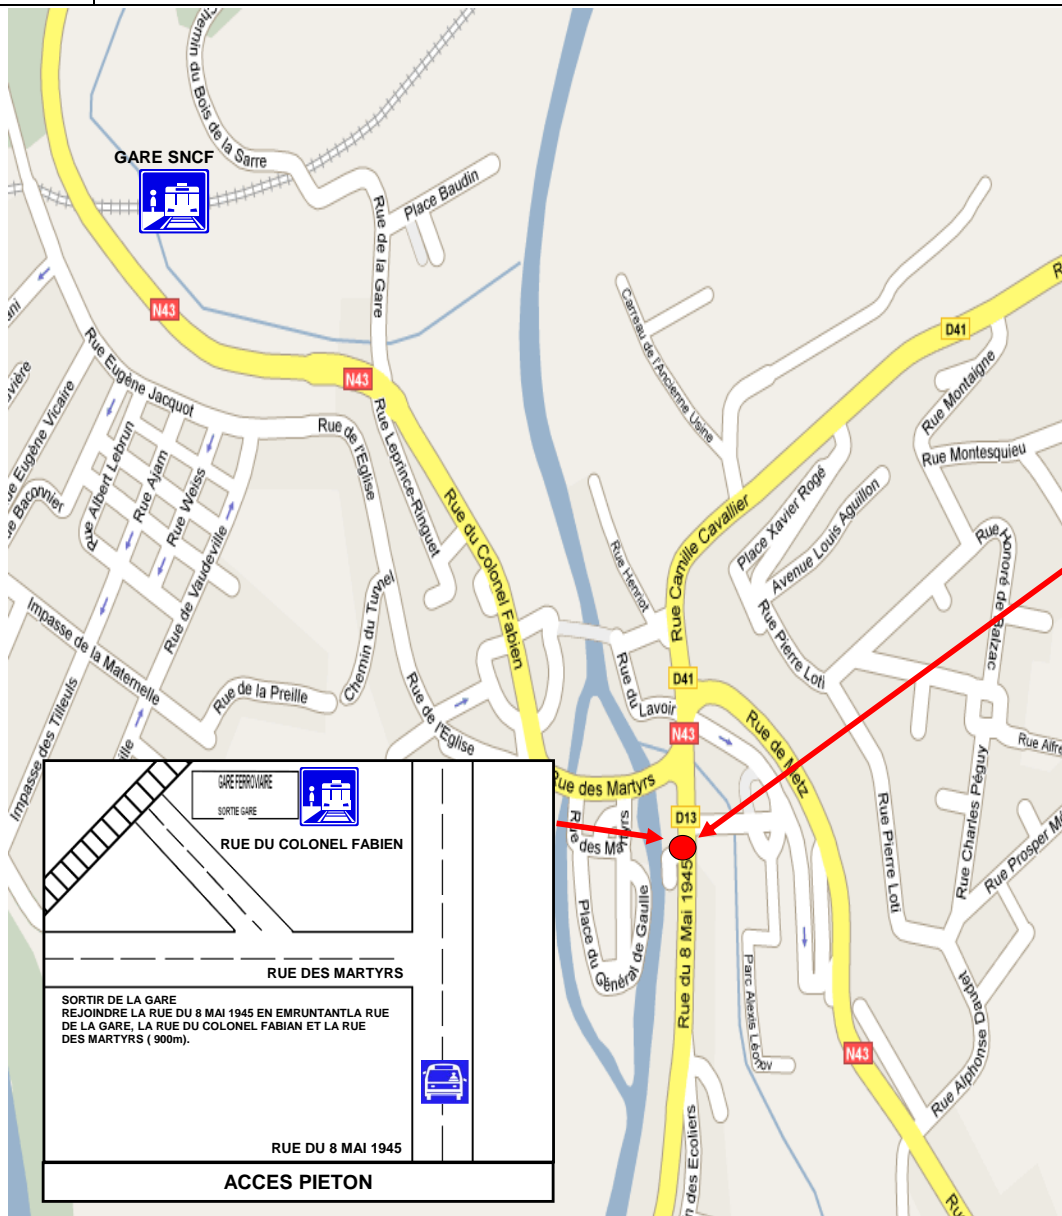 Chemin du Bois de la Sarre
GARE SNCF
Place Baudin
Rue de la Gare
N43
Carreau de l'Ancienne Usine
D41
N43
Rue Eugène Jacquot
Rue Montaigne
Rue Eugène Vicaire
Rue de l'Eglise
Rue Leprince-Ringuet
Rue Montesquieu
Rue Albert Lebrun
Rue Ajam
Rue Weiss
Rue du Colonel Fabien
Rue Camille Cavallier
Place Xavier Rogé
Avenue Louis Aguillon
Rue Baconnier
Rue de Vaudeville
Rue Henriot
Rue Honoré de Balzac
Impasse de la Maternelle
Chemin du Tunnel
Rue Pierre Loti
Rue de la Preille
Rue du Lavoir
D41
Rue de l'Eglise
N43
Rue de Metz
Impasse des Tilleuls
Rue des Martyrs
Rue Charles Péguy
D13
Rue Pierre Loti
Rue des Martyrs
Place du Général de Gaulle
Rue du 8 Mai 1945
Parc Alexis Léonov
Rue Alphonse Daudet
N43
GARE FERROVIAIRE
SORTIE GARE
RUE DU COLONEL FABIEN
RUE DES MARTYRS
SORTIR DE LA GARE
REJOINDRE LA RUE DU 8 MAI 1945 EN EMRUNTANTLA RUE
DE LA GARE, LA RUE DU COLONEL FABIAN ET LA RUE
DES MARTYRS ( 900m).
RUE DU 8 MAI 1945
ACCES PIETON